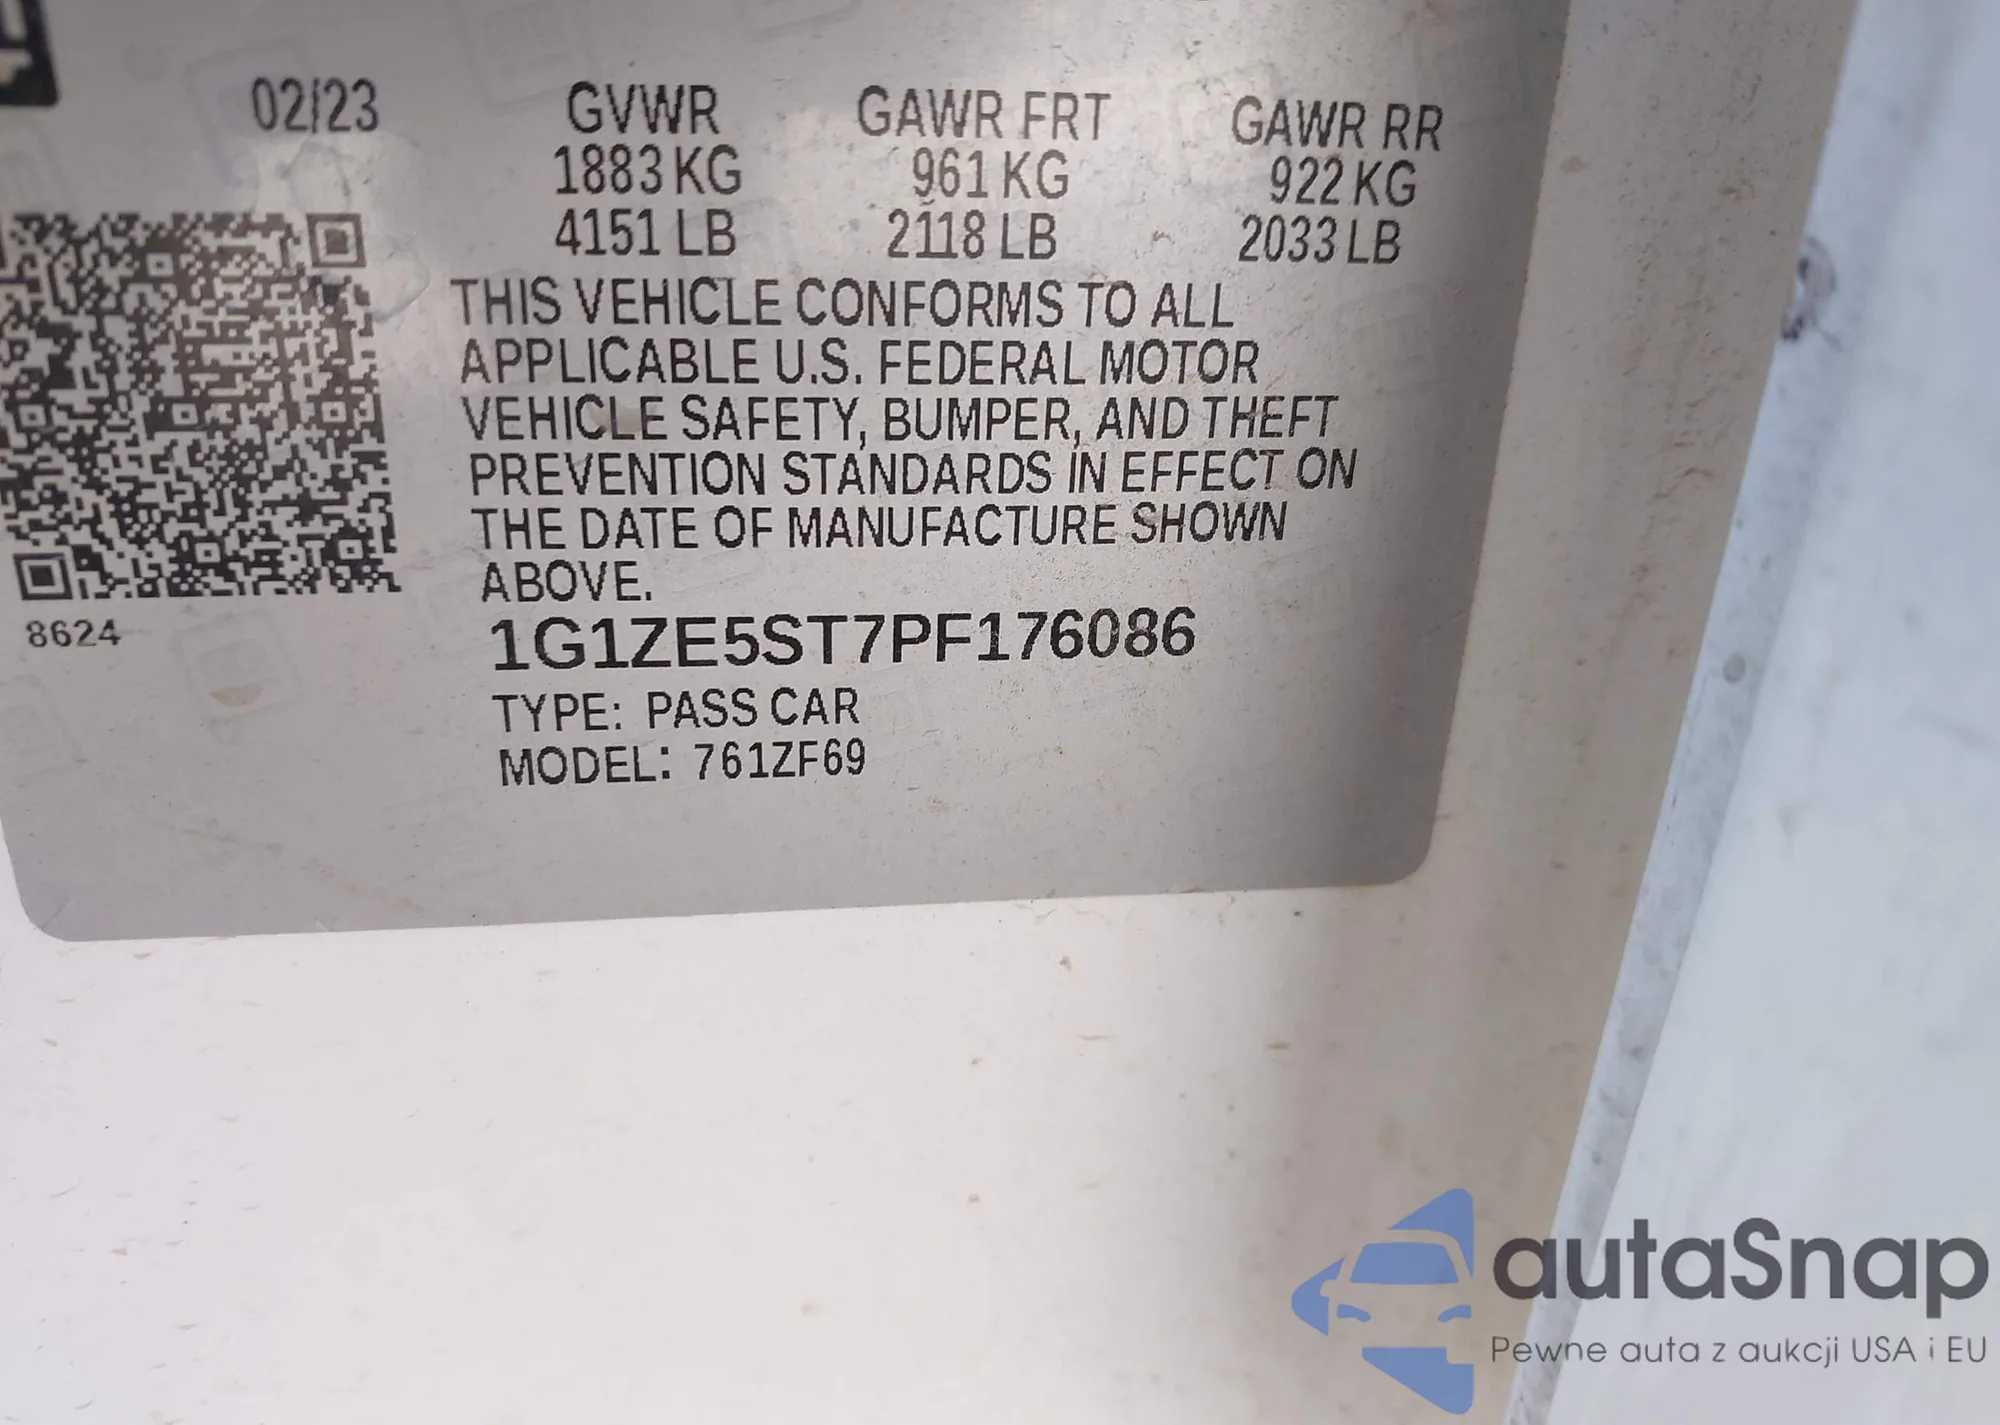 02/23 GVWR GAWR FRT GAWR RR
1883 KG 961 KG 922 KG
4151 LB 2118 LB 2033 LB
THIS VEHICLE CONFORMS TO ALL
APPLICABLE U.S. FEDERAL MOTOR
VEHICLE SAFETY, BUMPER, AND THEFT
PREVENTION STANDARDS IN EFFECT ON
THE DATE OF MANUFACTURE SHOWN
ABOVE.
8624
1G1ZE5ST7PF176086
TYPE: PASS CAR
MODEL: 761ZF69
autaSnap
Pewne auta z aukcji USA i EU